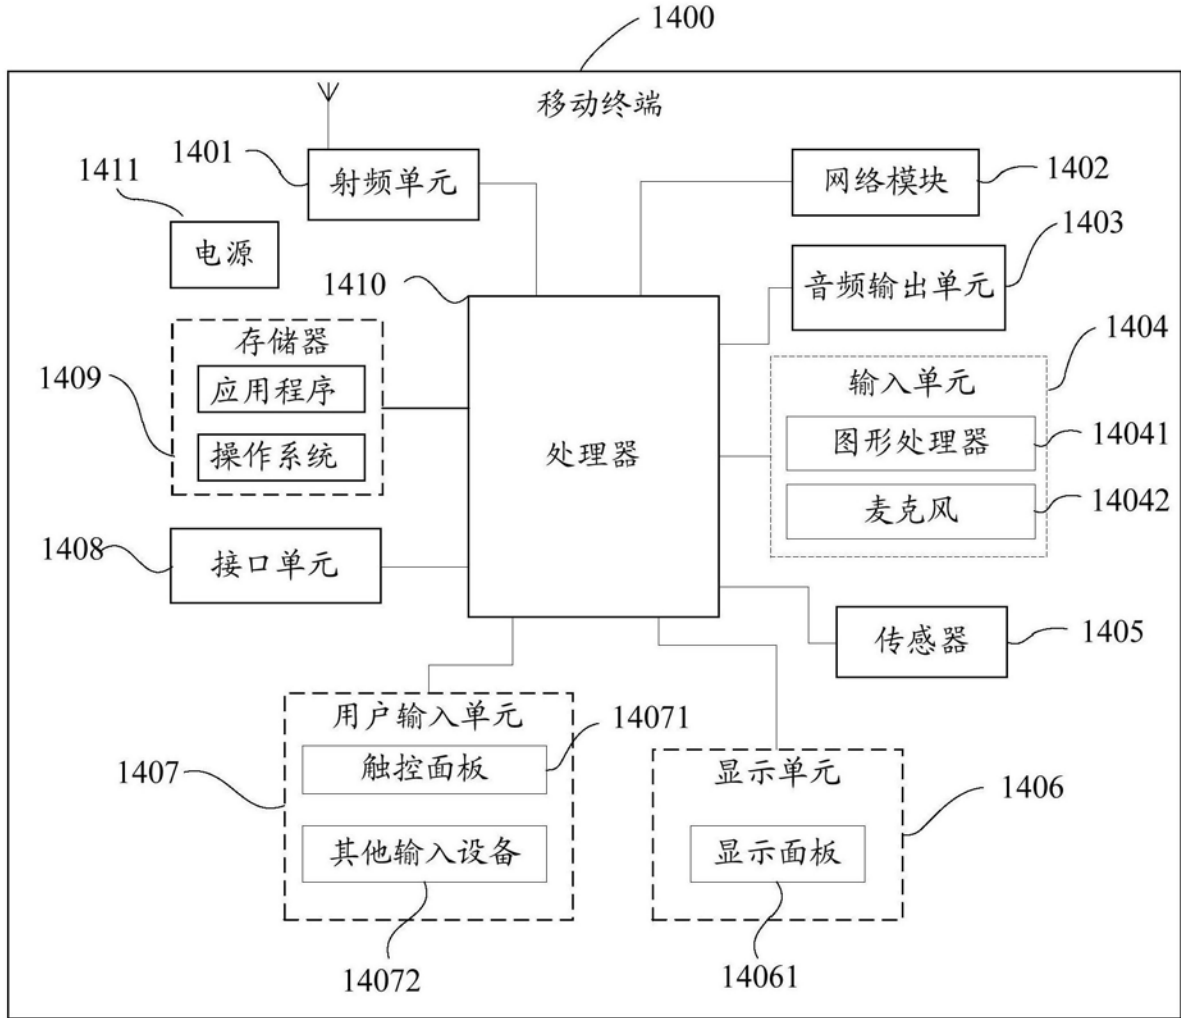 1400
移动终端
1401
射频单元
网络模块
1402
1411
电源
1403
音频输出单元
1410
存储器
1404
1409
应用程序
输入单元
操作系统
处理器
图形处理器
14041
麦克风
14042
1408
接口单元
传感器
1405
用户输入单元
14071
1407
触控面板
显示单元
1406
其他输入设备
显示面板
14072
14061